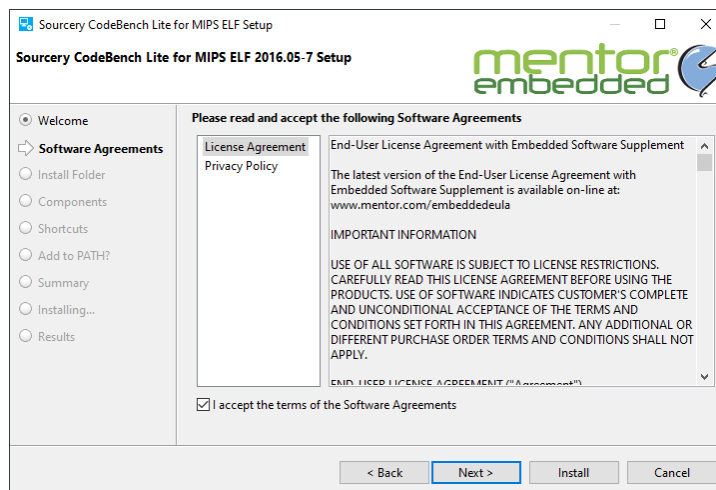 Sourcery CodeBench Lite for MIPS ELF Setup
Sourcery CodeBench Lite for MIPS ELF 2016.05-7 Setup
mentor®
embedded
Welcome
Software Agreements
Install Folder
Components
Shortcuts
Add to PATH?
Summary
Installing...
Results
Please read and accept the following Software Agreements
License Agreement
Privacy Policy
End-User License Agreement with Embedded Software Supplement
The latest version of the End-User License Agreement with
Embedded Software Supplement is available on-line at:
www.mentor.com/embeddedeula
IMPORTANT INFORMATION
USE OF ALL SOFTWARE IS SUBJECT TO LICENSE RESTRICTIONS.
CAREFULLY READ THIS LICENSE AGREEMENT BEFORE USING THE
PRODUCTS. USE OF SOFTWARE INDICATES CUSTOMER'S COMPLETE
AND UNCONDITIONAL ACCEPTANCE OF THE TERMS AND
CONDITIONS SET FORTH IN THIS AGREEMENT. ANY ADDITIONAL OR
DIFFERENT PURCHASE ORDER TERMS AND CONDITIONS SHALL NOT
APPLY.
END-USER LICENSE AGREEMENT ("Agreement")
I accept the terms of the Software Agreements
< Back
Next >
Install
Cancel